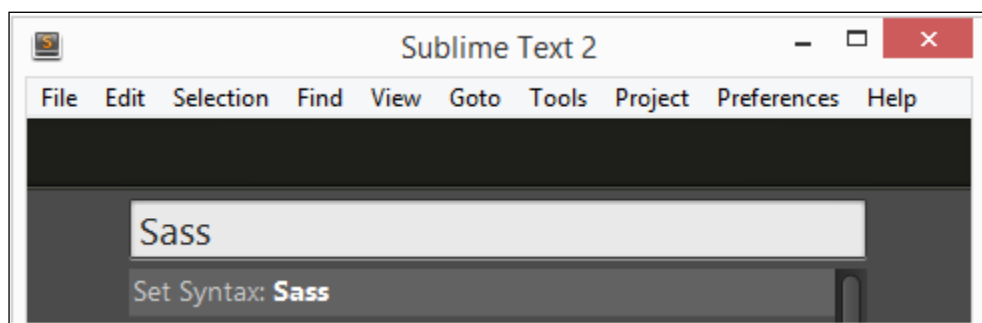 Sublime Text 2
File Edit Selection Find View Goto Tools Project Preferences Help
Sass
Set Syntax: Sass